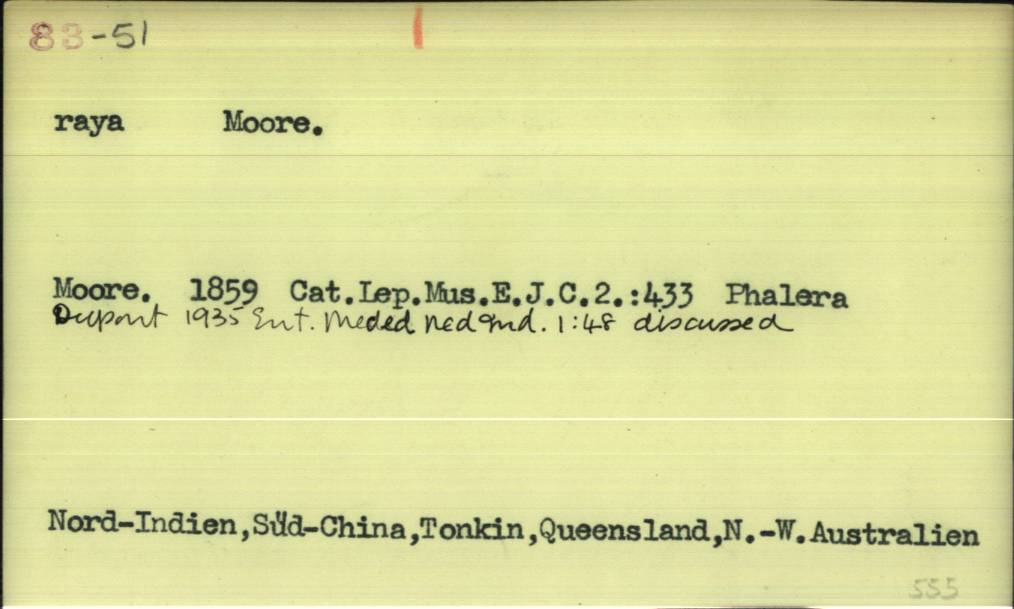 83-51
raya Moore.
Moore. 1859 Cat.Lep.Mus.E.J.C.2.:433 Phalera
Dupont 1935 Ent. Meded Ned Ind. 1:48 discussed
Nord-Indien,Süd-China,Tonkin,Queensland,N.-W.Australien
555